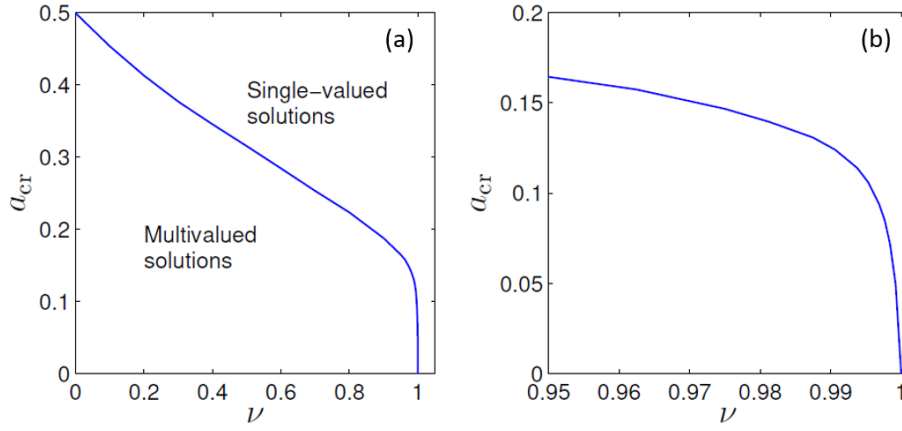 (a)
0.5
0.4
0.3
0.2
0.1
0
a_cr
Single−valued
solutions
Multivalued
solutions
0 0.2 0.4 0.6 0.8 1
ν
(b)
0.2
0.15
0.1
0.05
0
a_cr
0.95 0.96 0.97 0.98 0.99 1
ν